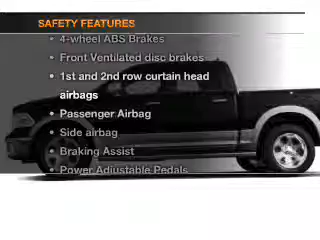 SAFETY FEATURES
• 4-wheel ABS Brakes
• Front Ventilated disc brakes
• 1st and 2nd row curtain head
airbags
• Passenger Airbag
• Side airbag
• Braking Assist
• Power Adjustable Pedals